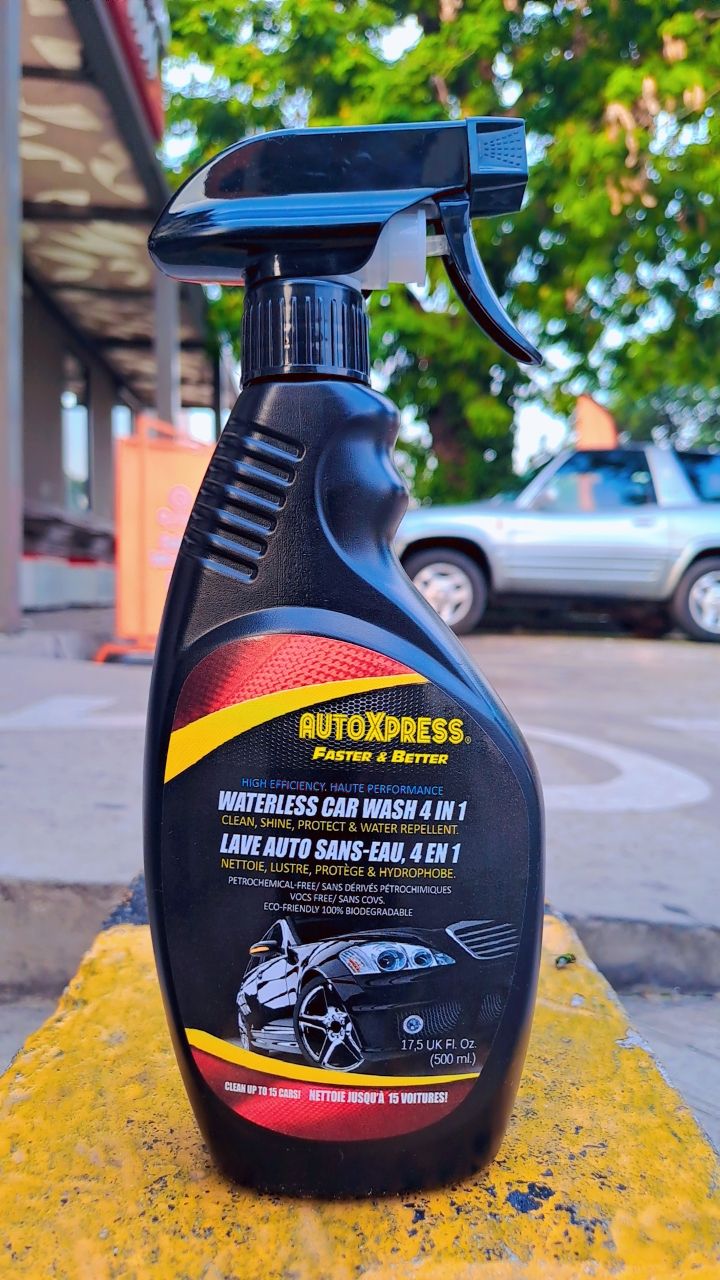 AUTOXPRESS®
FASTER & BETTER
HIGH EFFICIENCY. HAUTE PERFORMANCE
WATERLESS CAR WASH 4 IN 1
CLEAN, SHINE, PROTECT & WATER REPELLENT.
LAVE AUTO SANS-EAU, 4 EN 1
NETTOIE, LUSTRE, PROTÈGE & HYDROPHOBE.
PETROCHEMICAL-FREE/ SANS DÉRIVÉS PÉTROCHIMIQUES
VOCS FREE/ SANS COVS.
ECO-FRIENDLY 100% BIODEGRADABLE
17,5 UK Fl. Oz.
(500 ml.)
CLEAN UP TO 15 CARS! NETTOIE JUSQU'À 15 VOITURES!